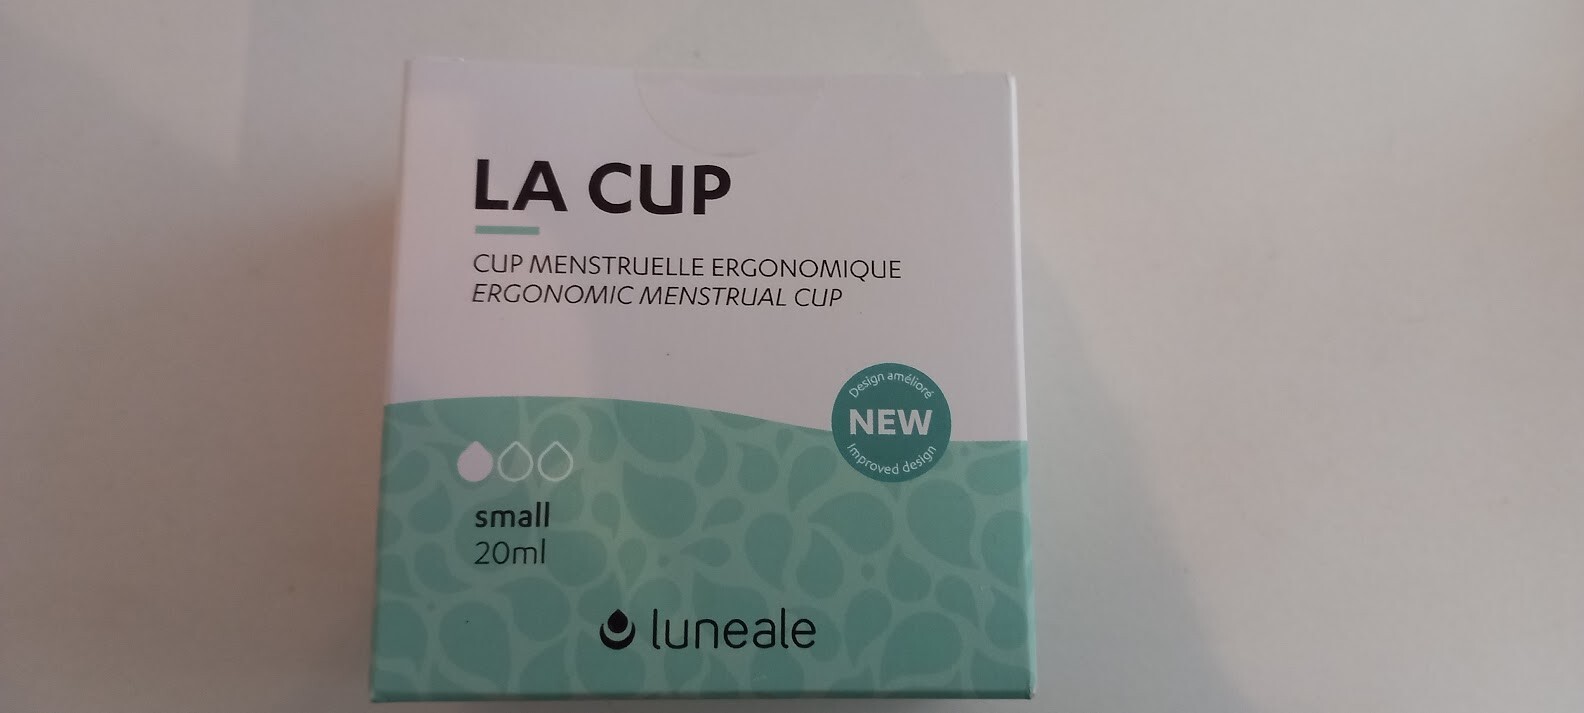 LA CUP
CUP MENSTRUELLE ERGONOMIQUE
ERGONOMIC MENSTRUAL CUP
Design amélioré
NEW
Improved design
small
20ml
luneale